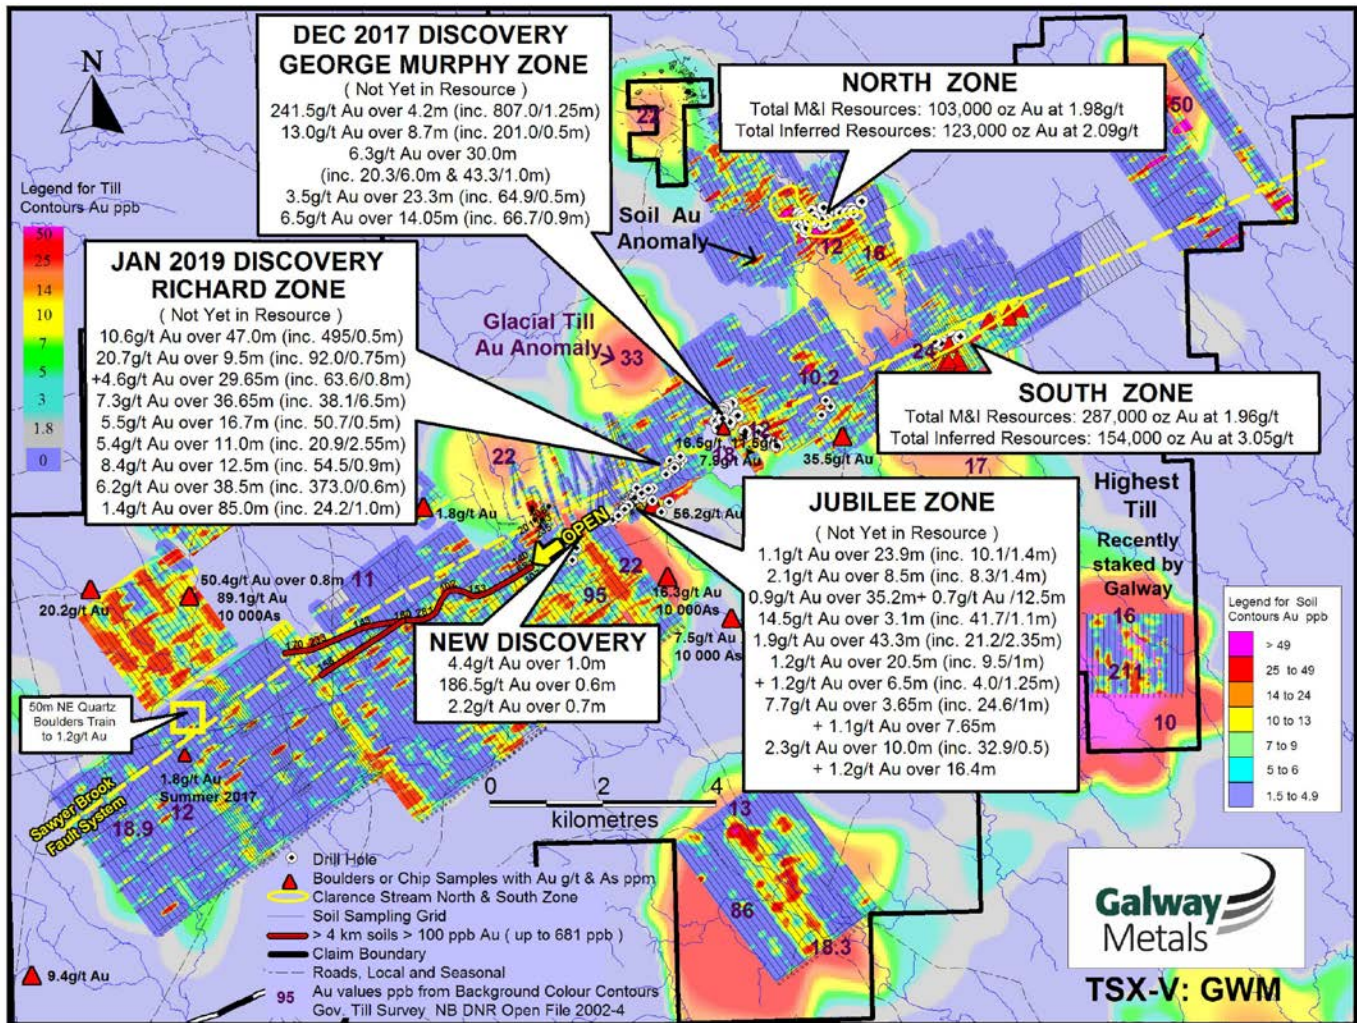 N
DEC 2017 DISCOVERY
GEORGE MURPHY ZONE
( Not Yet in Resource )
241.5g/t Au over 4.2m (inc. 807.0/1.25m)
13.0g/t Au over 8.7m (inc. 201.0/0.5m)
6.3g/t Au over 30.0m
(inc. 20.3/6.0m & 43.3/1.0m)
3.5g/t Au over 23.3m (inc. 64.9/0.5m)
6.5g/t Au over 14.05m (inc. 66.7/0.9m)
NORTH ZONE
Total M&I Resources: 103,000 oz Au at 1.98g/t
Total Inferred Resources: 123,000 oz Au at 2.09g/t
50
Soil Au
Anomaly
12
16
Legend for Till
Contours Au ppb
50
25
14
10
7
5
3
1.8
0
JAN 2019 DISCOVERY
RICHARD ZONE
( Not Yet in Resource )
10.6g/t Au over 47.0m (inc. 495/0.5m)
20.7g/t Au over 9.5m (inc. 92.0/0.75m)
+4.6g/t Au over 29.65m (inc. 63.6/0.8m)
7.3g/t Au over 36.65m (inc. 38.1/6.5m)
5.5g/t Au over 16.7m (inc. 50.7/0.5m)
5.4g/t Au over 11.0m (inc. 20.9/2.55m)
8.4g/t Au over 12.5m (inc. 54.5/0.9m)
6.2g/t Au over 38.5m (inc. 373.0/0.6m)
1.4g/t Au over 85.0m (inc. 24.2/1.0m)
Glacial Till
Au Anomaly
33
24
10.2
SOUTH ZONE
Total M&I Resources: 287,000 oz Au at 1.96g/t
Total Inferred Resources: 154,000 oz Au at 3.05g/t
16.5g/t
35.5g/t Au
17
22
1.8g/t Au
56.2g/t Au
OPEN
Highest
Till
Recently
staked by
Galway
16
211
10
JUBILEE ZONE
( Not Yet in Resource )
1.1g/t Au over 23.9m (inc. 10.1/1.4m)
2.1g/t Au over 8.5m (inc. 8.3/1.4m)
0.9g/t Au over 35.2m+ 0.7g/t Au /12.5m
14.5g/t Au over 3.1m (inc. 41.7/1.1m)
1.9g/t Au over 43.3m (inc. 21.2/2.35m)
1.2g/t Au over 20.5m (inc. 9.5/1m)
+ 1.2g/t Au over 6.5m (inc. 4.0/1.25m)
7.7g/t Au over 3.65m (inc. 24.6/1m)
+ 1.1g/t Au over 7.65m
2.3g/t Au over 10.0m (inc. 32.9/0.5)
+ 1.2g/t Au over 16.4m
20.2g/t Au
50.4g/t Au over 0.8m
89.1g/t Au
10 000As
11
22
95
16.3g/t Au
10 000As
7.5g/t Au
10 000 As
NEW DISCOVERY
4.4g/t Au over 1.0m
186.5g/t Au over 0.6m
2.2g/t Au over 0.7m
Legend for Soil
Contours Au ppb
> 49
25 to 49
14 to 24
10 to 13
7 to 9
5 to 6
1.5 to 4.9
50m NE Quartz
Boulders Train
to 1.2g/t Au
1.8g/t Au
Summer 2017
12
18.9
Sawyer Brook
Fault System
0 2 4
kilometres
13
86
18.3
Drill Hole
Boulders or Chip Samples with Au g/t & As ppm
Clarence Stream North & South Zone
Soil Sampling Grid
> 4 km soils > 100 ppb Au ( up to 681 ppb )
Claim Boundary
Roads, Local and Seasonal
95 Au values ppb from Background Colour Contours
Gov. Till Survey NB DNR Open File 2002-4
9.4g/t Au
Galway
Metals
TSX-V: GWM